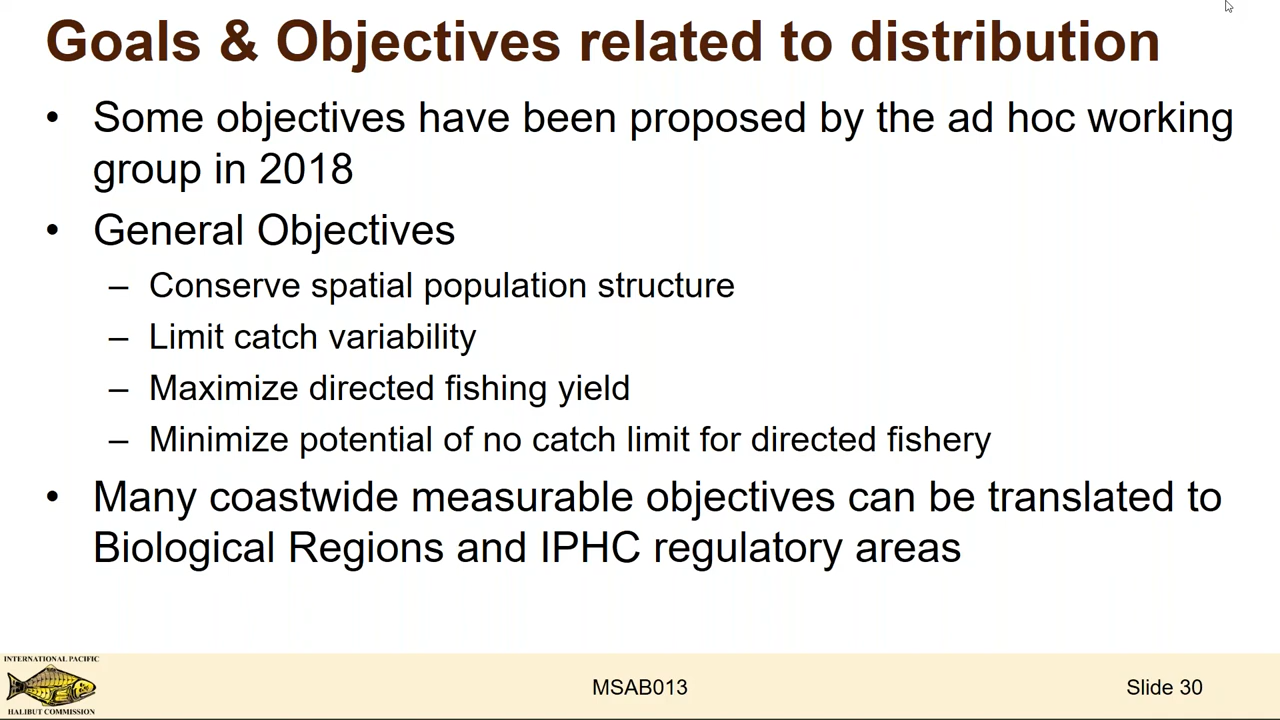 Goals & Objectives related to distribution
• Some objectives have been proposed by the ad hoc working
group in 2018
• General Objectives
– Conserve spatial population structure
– Limit catch variability
– Maximize directed fishing yield
– Minimize potential of no catch limit for directed fishery
• Many coastwide measurable objectives can be translated to
Biological Regions and IPHC regulatory areas
INTERNATIONAL PACIFIC
HALIBUT COMMISSION
MSAB013
Slide 30